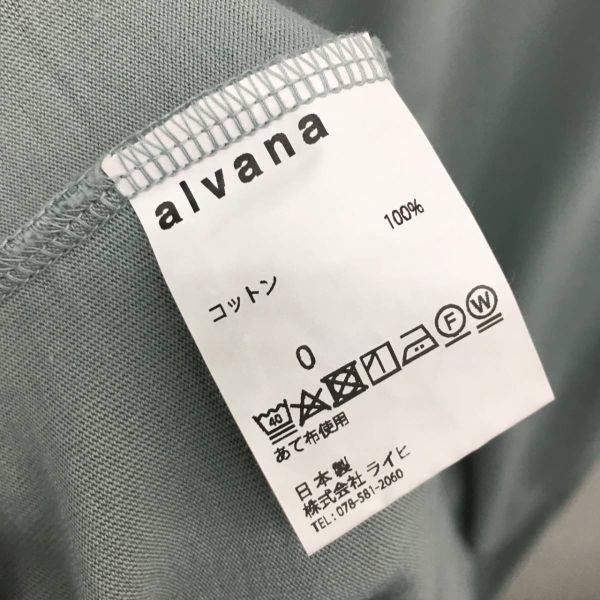 alvana
コットン 100%
0
40 F W
あて布使用
日本製
株式会社 ライヒ
TEL: 078-581-2060